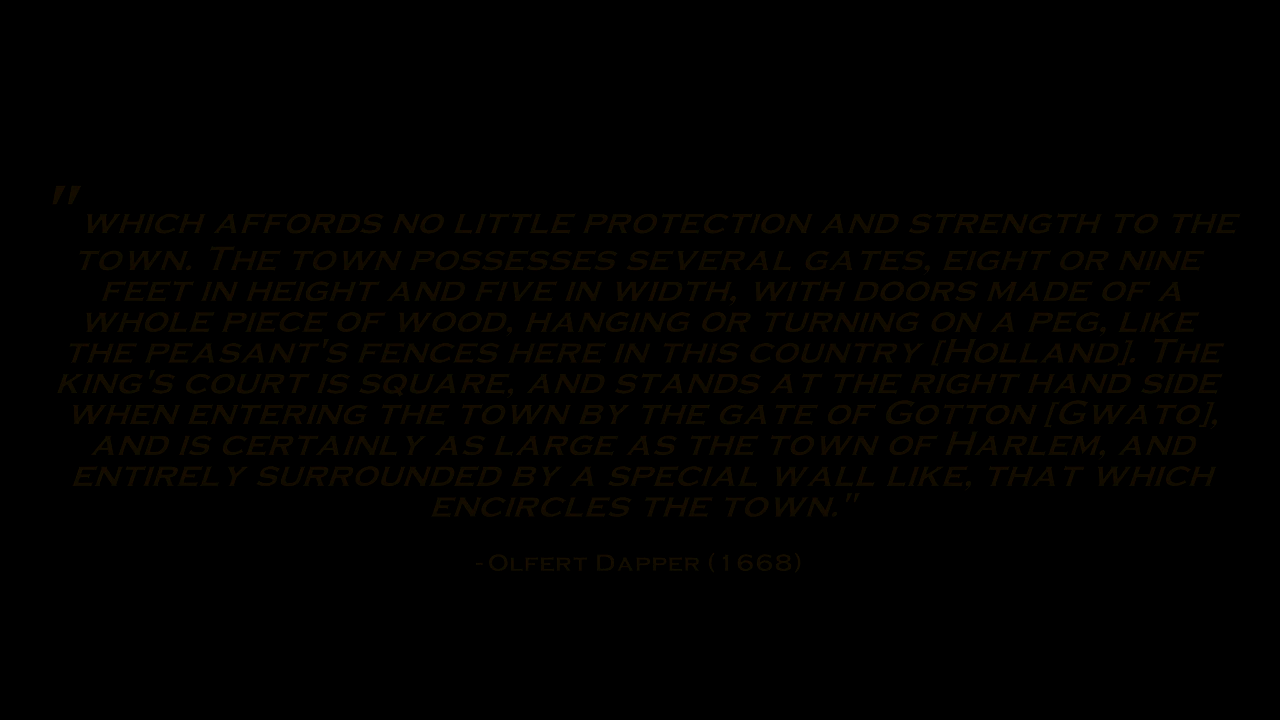 "WHICH AFFORDS NO LITTLE PROTECTION AND STRENGTH TO THE
TOWN. THE TOWN POSSESSES SEVERAL GATES, EIGHT OR NINE
FEET IN HEIGHT AND FIVE IN WIDTH, WITH DOORS MADE OF A
WHOLE PIECE OF WOOD, HANGING OR TURNING ON A PEG, LIKE
THE PEASANT'S FENCES HERE IN THIS COUNTRY [HOLLAND]. THE
KING'S COURT IS SQUARE, AND STANDS AT THE RIGHT HAND SIDE
WHEN ENTERING THE TOWN BY THE GATE OF GOTTON [GWATO],
AND IS CERTAINLY AS LARGE AS THE TOWN OF HARLEM, AND
ENTIRELY SURROUNDED BY A SPECIAL WALL LIKE, THAT WHICH
ENCIRCLES THE TOWN."
- OLFERT DAPPER (1668)